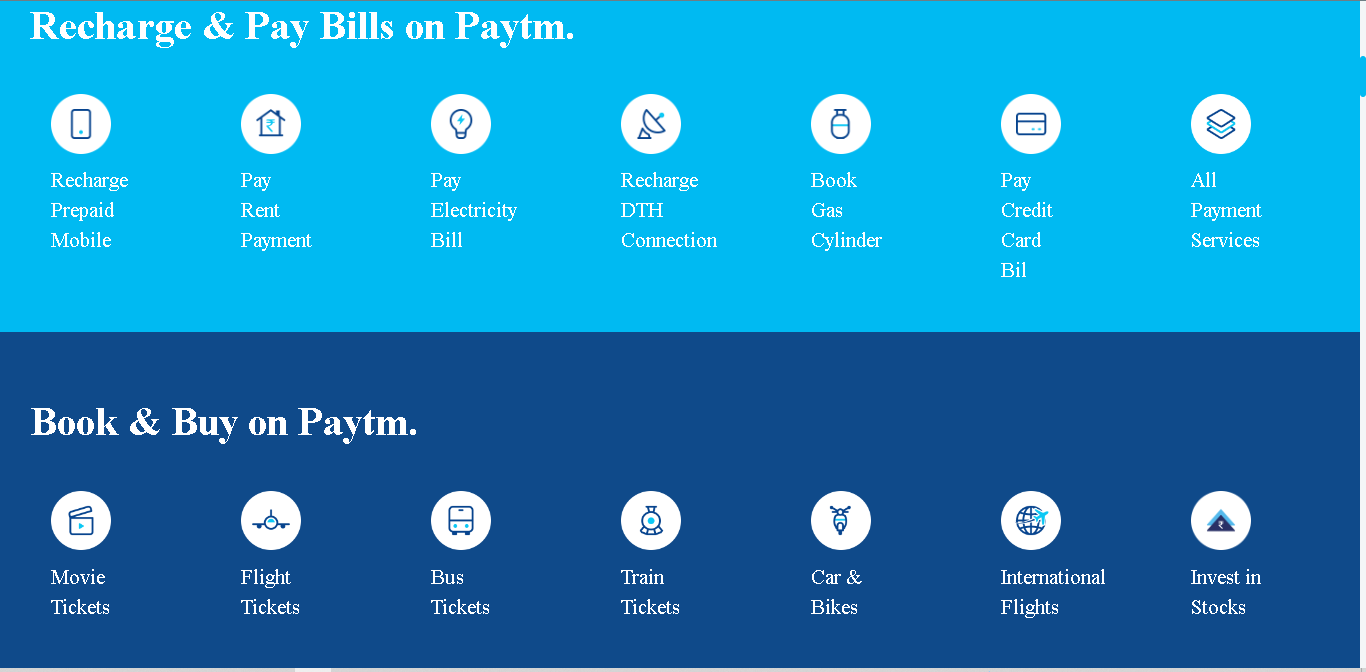 Recharge & Pay Bills on Paytm.
Recharge
Prepaid
Mobile
Pay
Rent
Payment
Pay
Electricity
Bill
Recharge
DTH
Connection
Book
Gas
Cylinder
Pay
Credit
Card
Bil
All
Payment
Services
Book & Buy on Paytm.
Movie
Tickets
Flight
Tickets
Bus
Tickets
Train
Tickets
Car &
Bikes
International
Flights
Invest in
Stocks